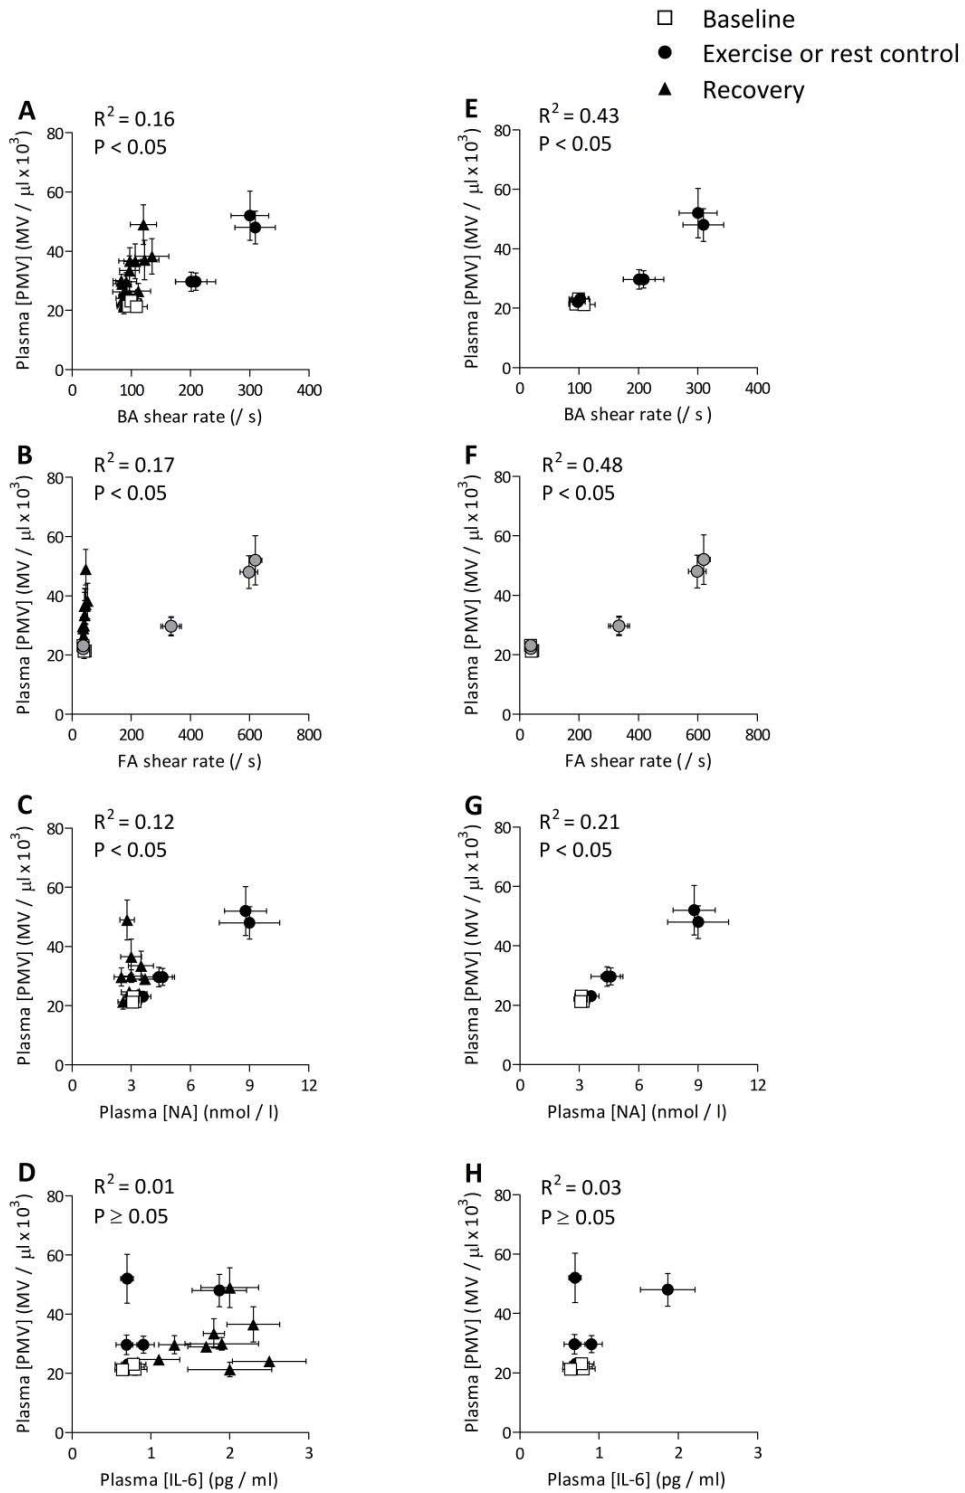 Baseline
Exercise or rest control
Recovery
A
R² = 0.16
P < 0.05
Plasma [PMV] (MV / µl x 10³)
80
60
40
20
0
0 100 200 300 400
BA shear rate (/ s)
E
R² = 0.43
P < 0.05
Plasma [PMV] (MV / µl x 10³)
80
60
40
20
0
0 100 200 300 400
BA shear rate (/ s )
B
R² = 0.17
P < 0.05
Plasma [PMV] (MV / µl x 10³)
80
60
40
20
0
0 200 400 600 800
FA shear rate (/ s)
F
R² = 0.48
P < 0.05
Plasma [PMV] (MV / µl x 10³)
80
60
40
20
0
0 200 400 600 800
FA shear rate (/ s)
C
R² = 0.12
P < 0.05
Plasma [PMV] (MV / µl x 10³)
80
60
40
20
0
0 3 6 9 12
Plasma [NA] (nmol / l)
G
R² = 0.21
P < 0.05
Plasma [PMV] (MV / µl x 10³)
80
60
40
20
0
0 3 6 9 12
Plasma [NA] (nmol / l)
D
R² = 0.01
P ≥ 0.05
Plasma [PMV] (MV / µl x 10³)
80
60
40
20
0
0 1 2 3
Plasma [IL-6] (pg / ml)
H
R² = 0.03
P ≥ 0.05
Plasma [PMV] (MV / µl x 10³)
80
60
40
20
0
0 1 2 3
Plasma [IL-6] (pg / ml)